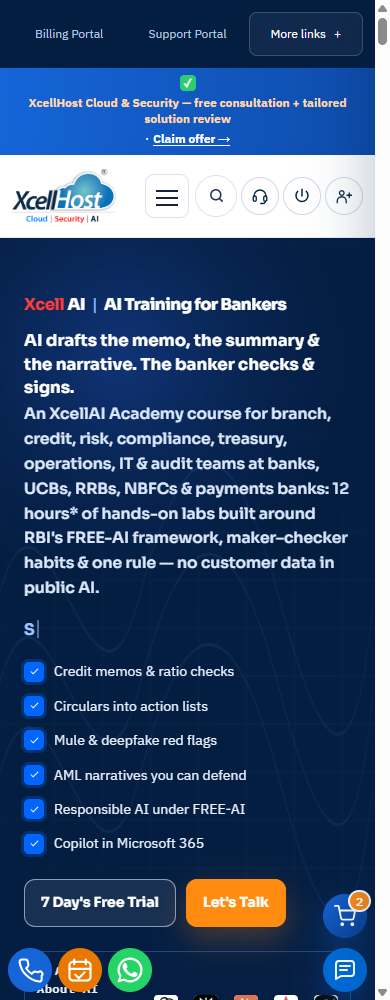 Billing Portal
Support Portal
More links +
XcellHost Cloud & Security — free consultation + tailored
solution review
· Claim offer →
XcellHost®
Cloud | Security | AI
Xcell AI | AI Training for Bankers
AI drafts the memo, the summary &
the narrative. The banker checks &
signs.
An XcellAI Academy course for branch,
credit, risk, compliance, treasury,
operations, IT & audit teams at banks,
UCBs, RRBs, NBFCs & payments banks: 12
hours* of hands-on labs built around
RBI's FREE-AI framework, maker-checker
habits & one rule — no customer data in
public AI.
S
Credit memos & ratio checks
Circulars into action lists
Mule & deepfake red flags
AML narratives you can defend
Responsible AI under FREE-AI
Copilot in Microsoft 365
7 Day's Free Trial
Let's Talk
2
About AI